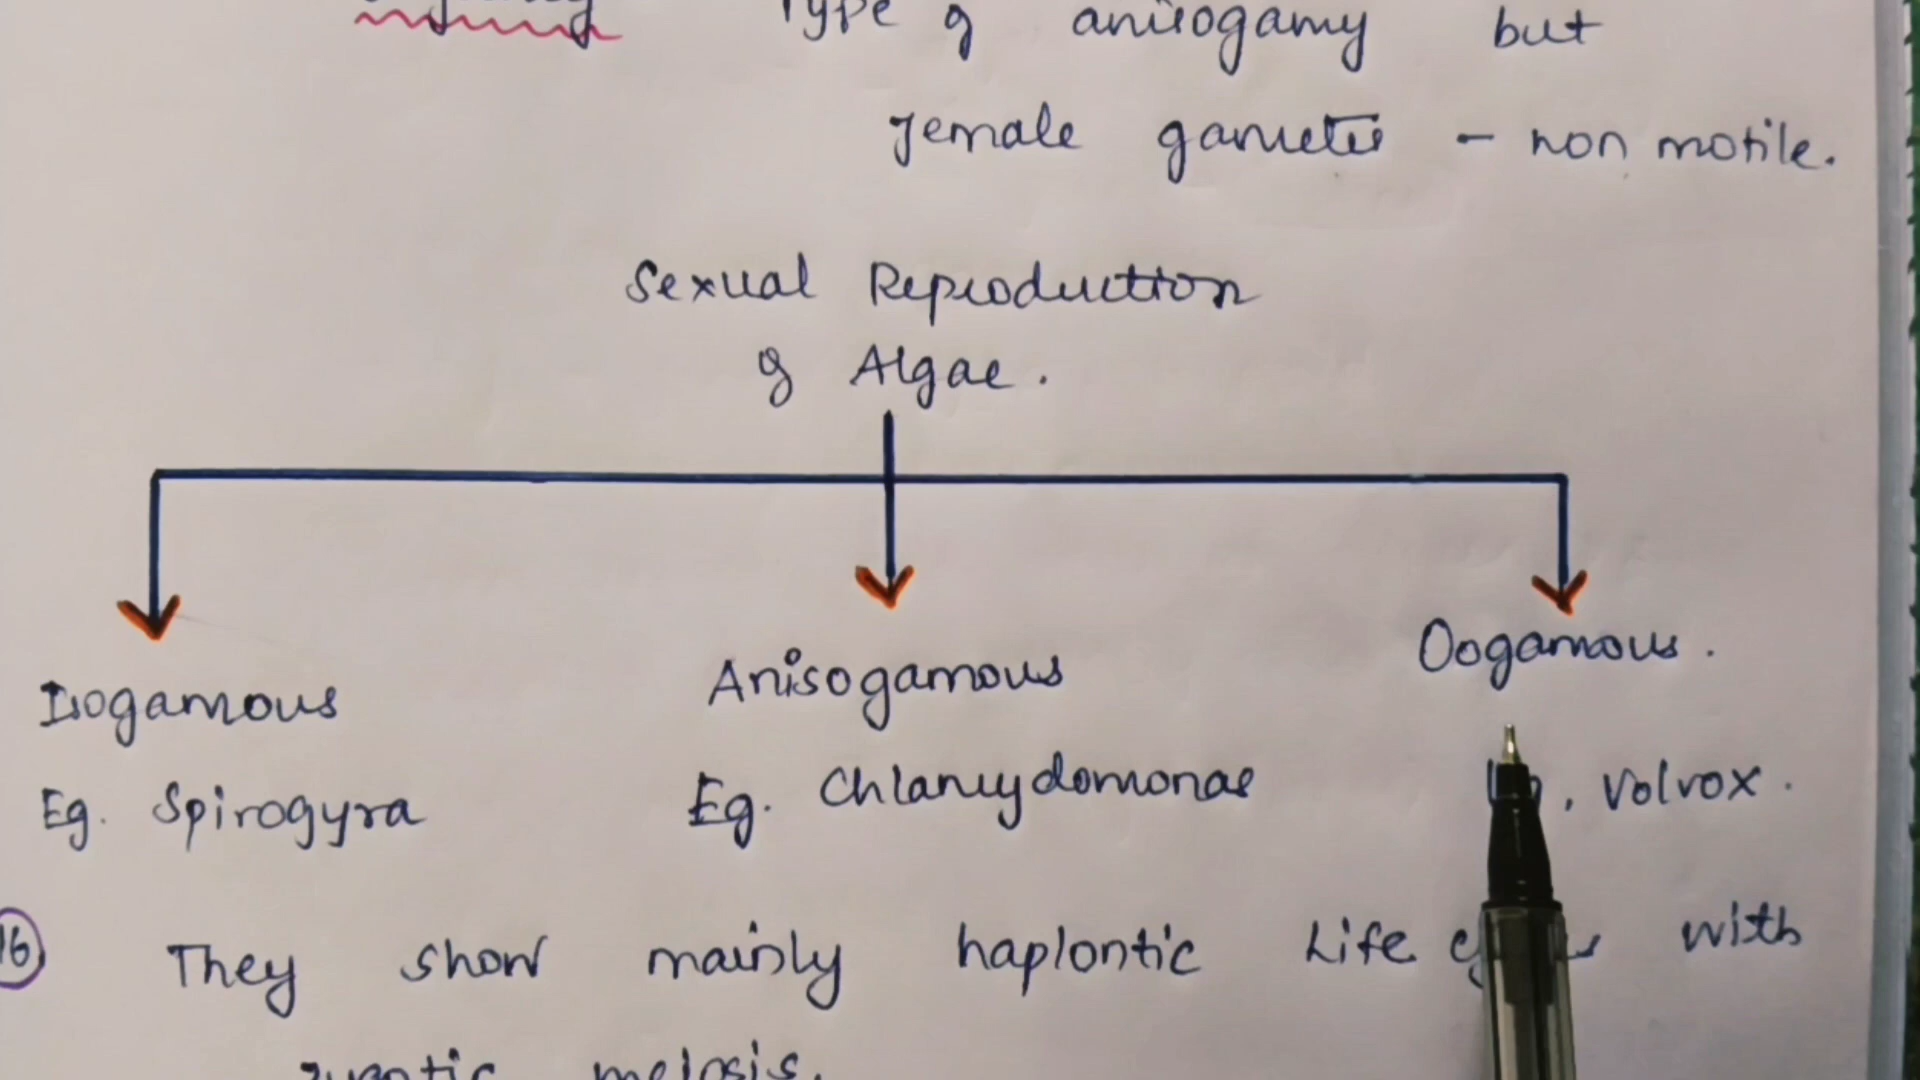 Type of anisogamy but
female gametes - non motile.
Sexual Reproduction
of Algae.
Isogamous
Anisogamous
Oogamous.
Eg. Spirogyra
Eg. Chlamydomonas
, Volvox.
16 They show mainly haplontic Life with
meiosis.